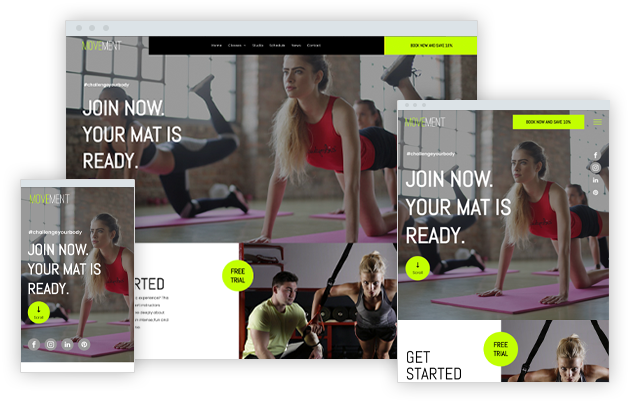 MOVEMENT
Home Classes Studio Schedule News Contact
BOOK NOW AND SAVE 10%
#challengeyourbody
JOIN NOW.
YOUR MAT IS
READY.
RTED
FREE
TRIAL
MOVEMENT
BOOK NOW AND SAVE 10%
#challengeyourbody
JOIN NOW.
YOUR MAT IS
READY.
Scroll
GET
STARTED
FREE
TRIAL
MOVEMENT
#challengeyourbody
JOIN NOW.
YOUR MAT IS
READY.
Scroll